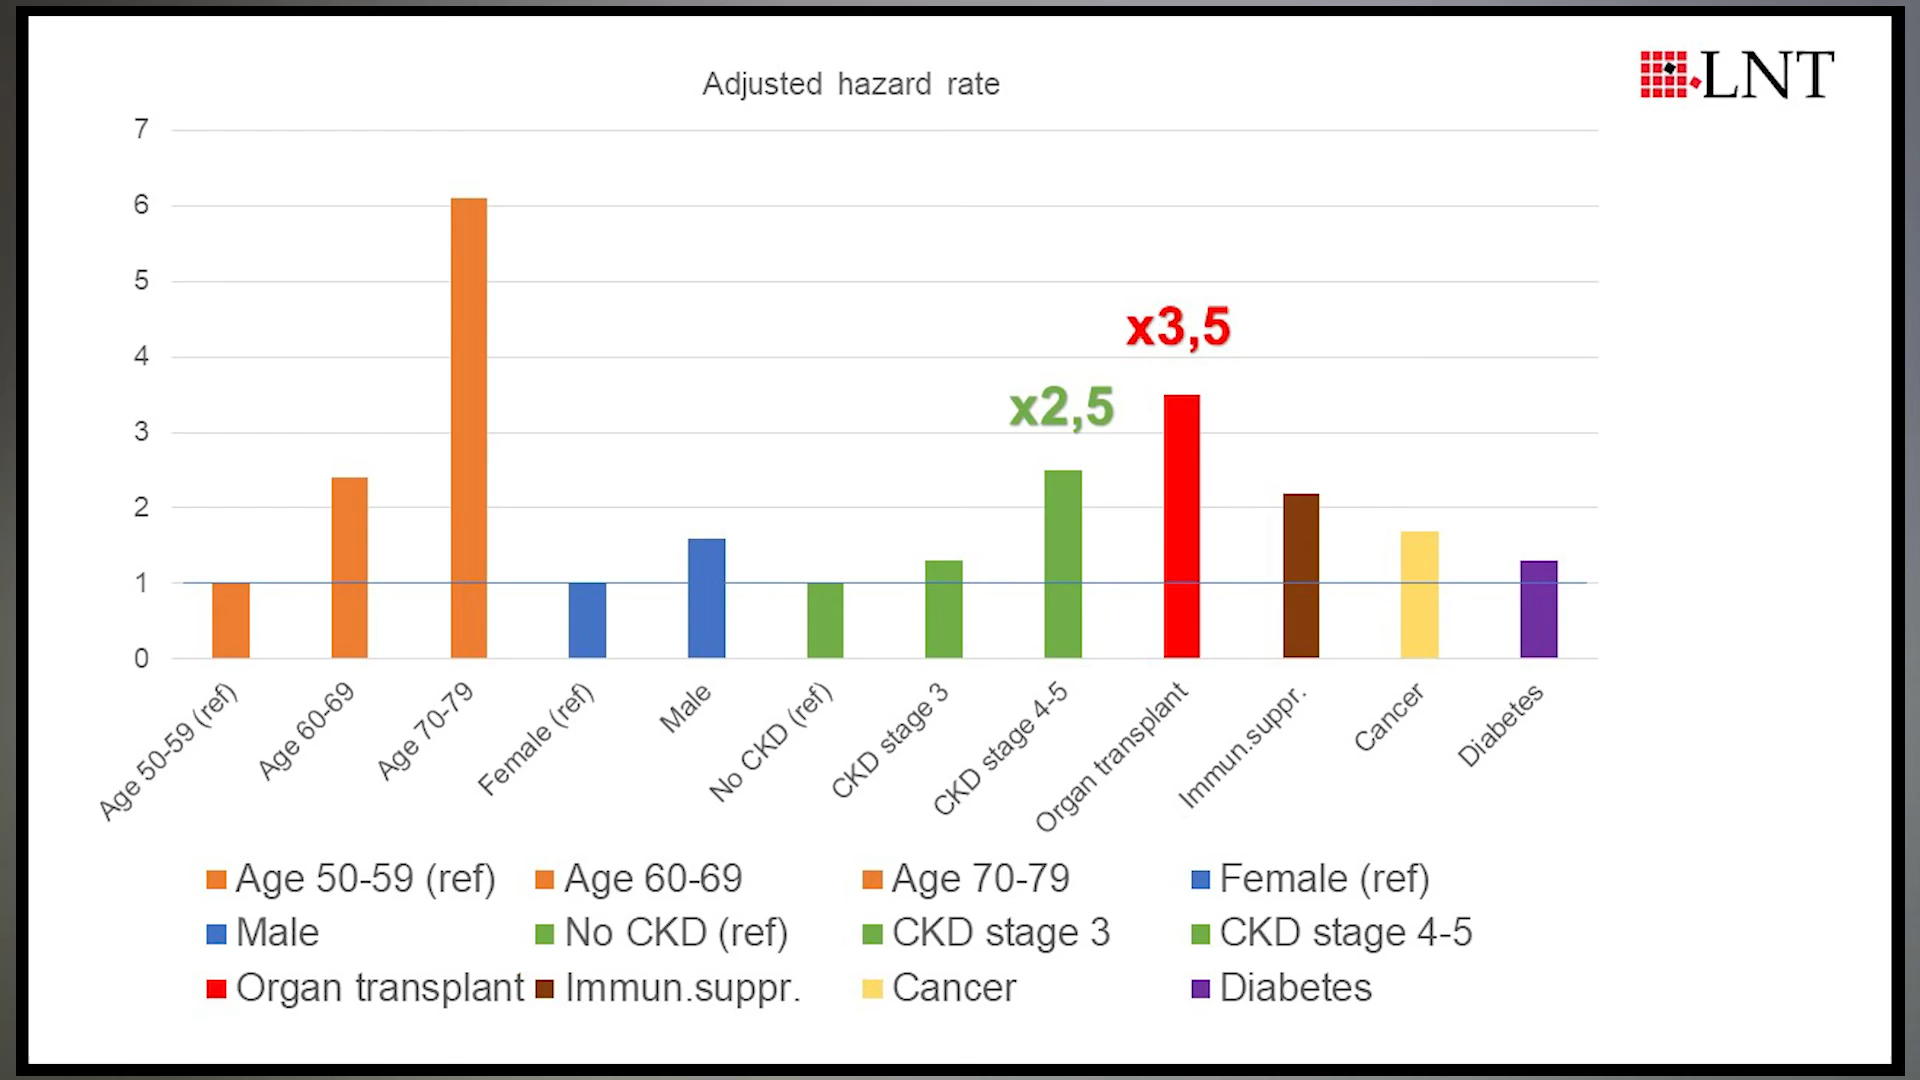 LNT
Adjusted hazard rate
7
6
5
4
3
2
1
0
x3,5
x2,5
Age 50-59 (ref)
Age 60-69
Age 70-79
Female (ref)
Male
No CKD (ref)
CKD stage 3
CKD stage 4-5
Organ transplant
Immun.suppr.
Cancer
Diabetes
Age 50-59 (ref) Age 60-69 Age 70-79 Female (ref)
Male No CKD (ref) CKD stage 3 CKD stage 4-5
Organ transplant Immun.suppr. Cancer Diabetes